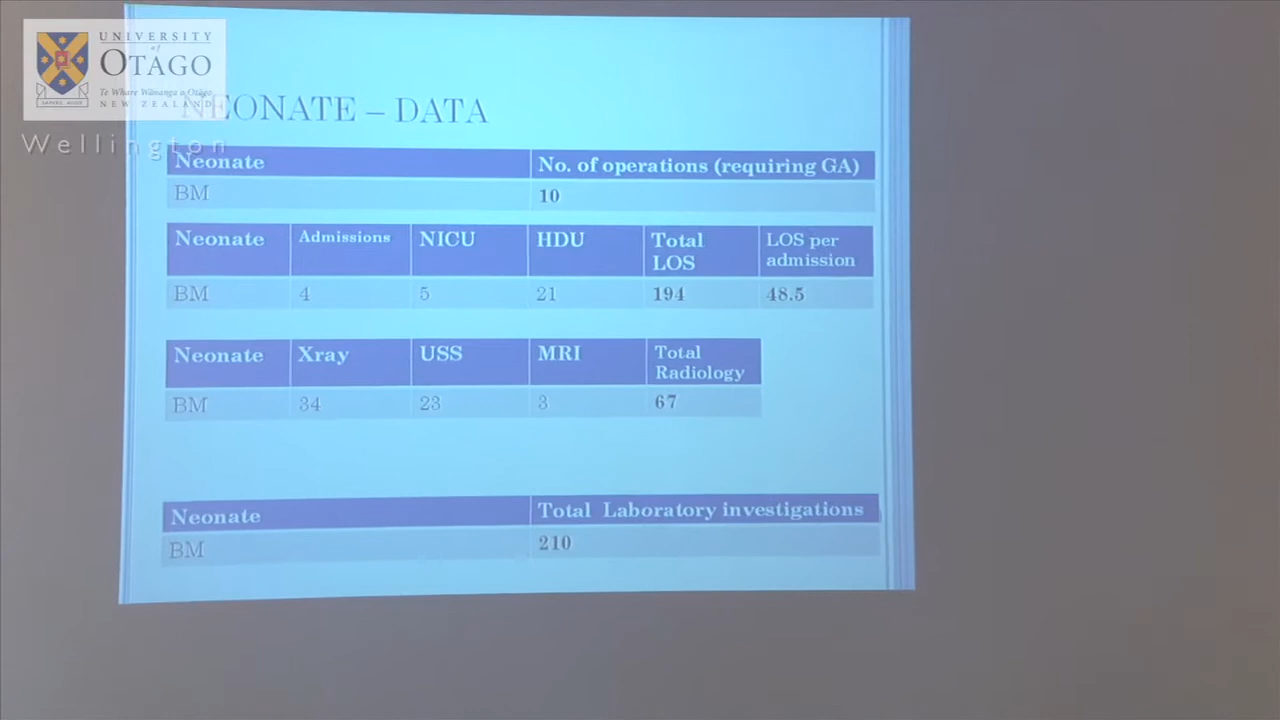 UNIVERSITY
of
OTAGO
Te Whare Wānanga o Otāgo
NEW ZEALAND
SAPERE AUDE
Wellington
NEONATE – DATA
Neonate No. of operations (requiring GA)
BM 10
Neonate Admissions NICU HDU Total LOS LOS per admission
BM 4 5 21 194 48.5
Neonate Xray USS MRI Total Radiology
BM 34 23 3 67
Neonate Total Laboratory investigations
BM 210